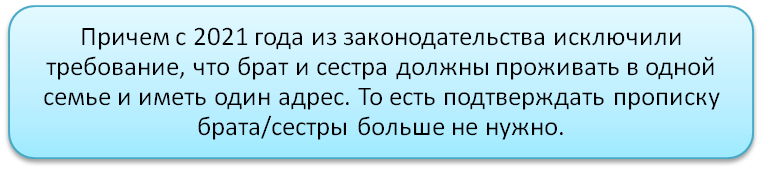 Причем с 2021 года из законодательства исключили
требование, что брат и сестра должны проживать в одной
семье и иметь один адрес. То есть подтверждать прописку
брата/сестры больше не нужно.